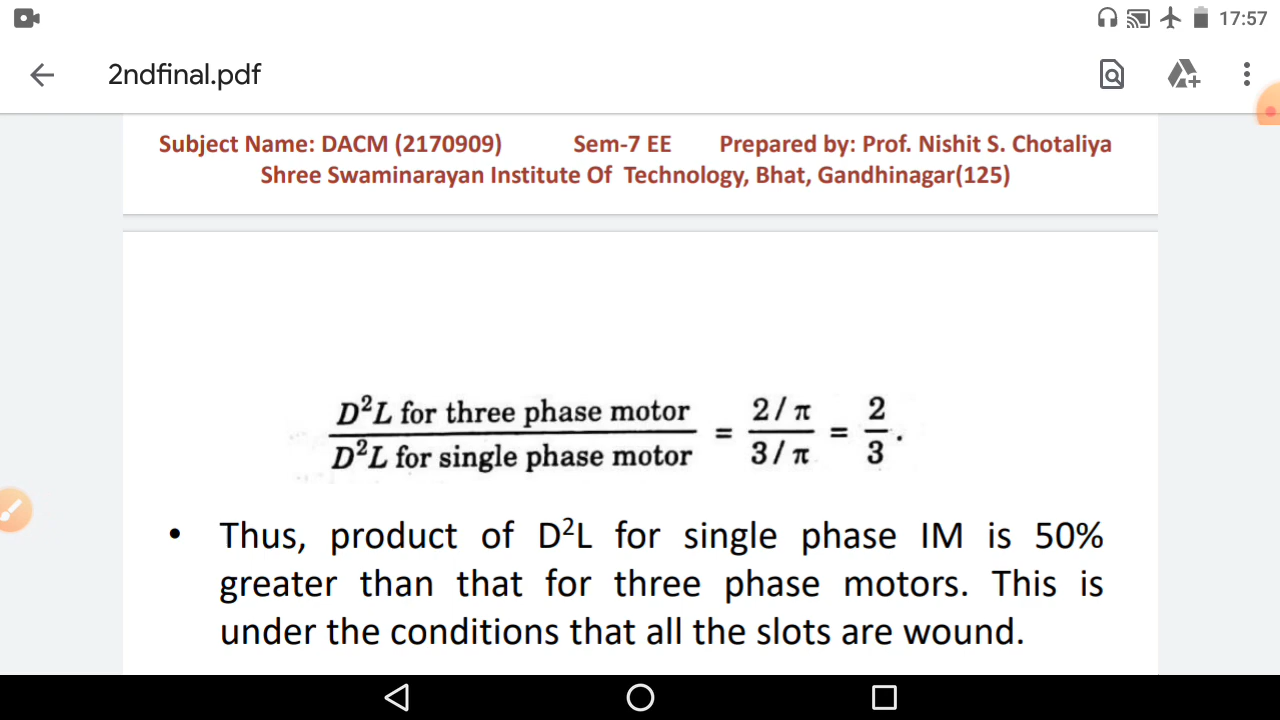 17:57
2ndfinal.pdf
Subject Name: DACM (2170909) Sem-7 EE Prepared by: Prof. Nishit S. Chotaliya
Shree Swaminarayan Institute Of Technology, Bhat, Gandhinagar(125)
D²L for three phase motor / D²L for single phase motor = 2/π / 3/π = 2/3.
• Thus, product of D²L for single phase IM is 50%
greater than that for three phase motors. This is
under the conditions that all the slots are wound.